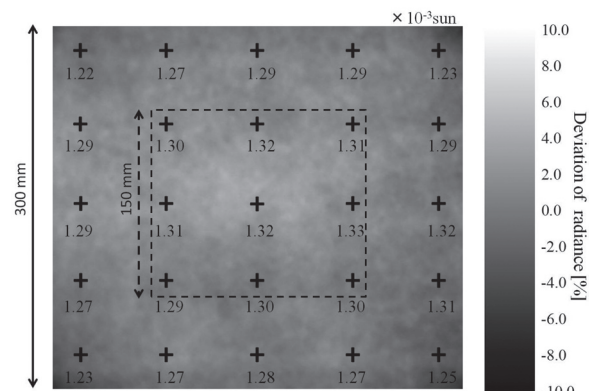 × 10⁻³sun
1.22 1.27 1.29 1.29 1.23
1.29 1.30 1.32 1.31 1.29
1.29 1.31 1.32 1.33 1.32
1.27 1.29 1.30 1.30 1.31
1.23 1.27 1.28 1.27 1.25
300 mm
150 mm
10.0
8.0
6.0
4.0
2.0
0.0
-2.0
-4.0
-6.0
-8.0
-10.0
Deviation of radiance [%]